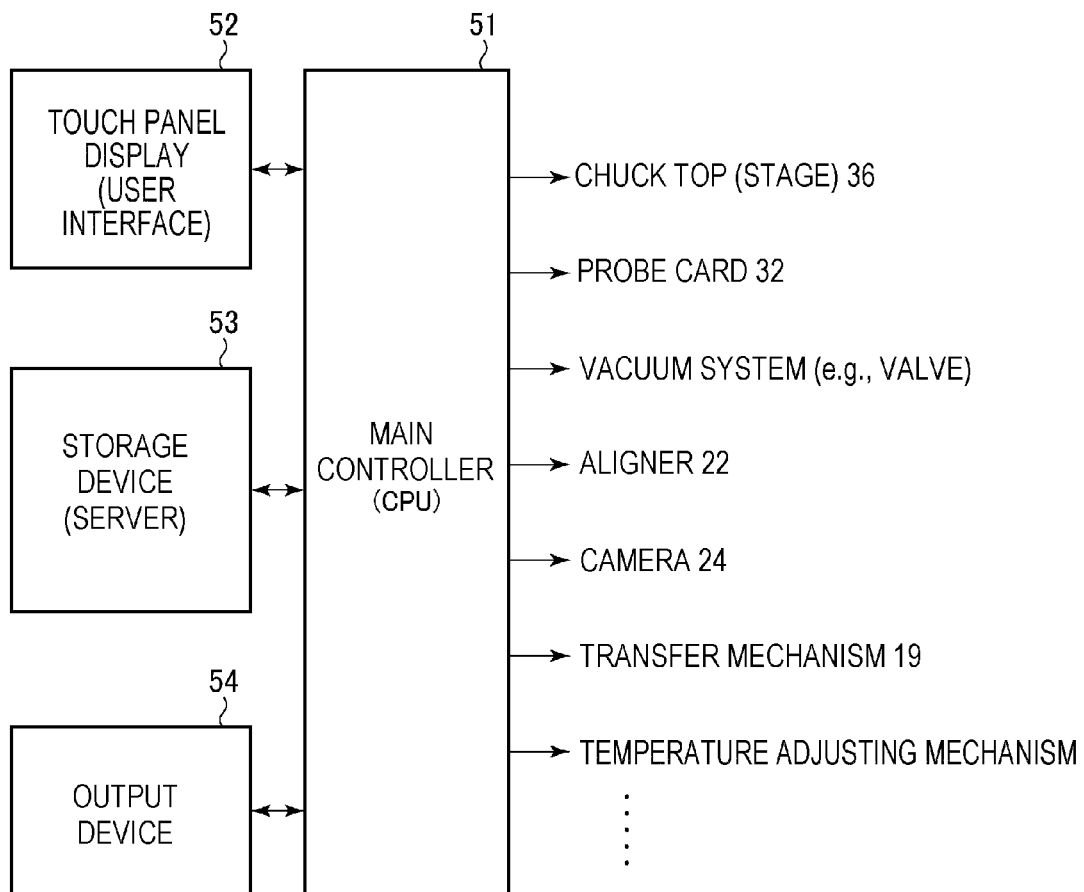 52
TOUCH PANEL
DISPLAY
(USER
INTERFACE)
53
STORAGE
DEVICE
(SERVER)
54
OUTPUT
DEVICE
51
MAIN
CONTROLLER
(CPU)
CHUCK TOP (STAGE) 36
PROBE CARD 32
VACUUM SYSTEM (e.g., VALVE)
ALIGNER 22
CAMERA 24
TRANSFER MECHANISM 19
TEMPERATURE ADJUSTING MECHANISM